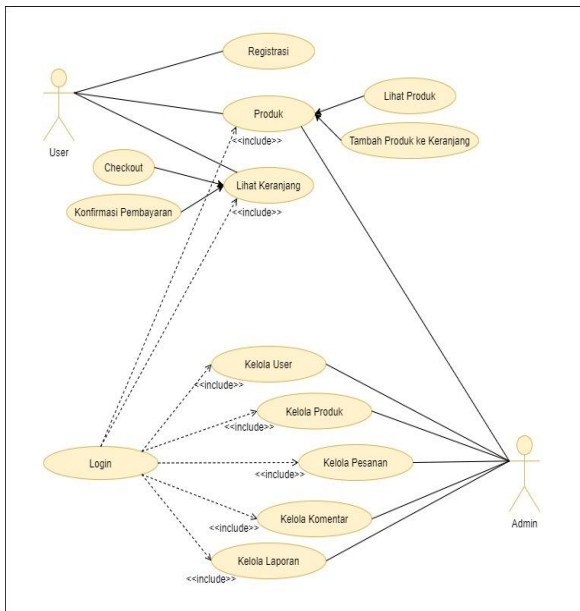 Registrasi
Lihat Produk
Produk
<<include>>
Tambah Produk ke Keranjang
User
Checkout
Lihat Keranjang
<<include>>
Konfirmasi Pembayaran
Kelola User
<<include>>
Kelola Produk
<<include>>
Login
Kelola Pesanan
<<include>>
Kelola Komentar
<<include>>
Admin
Kelola Laporan
<<include>>